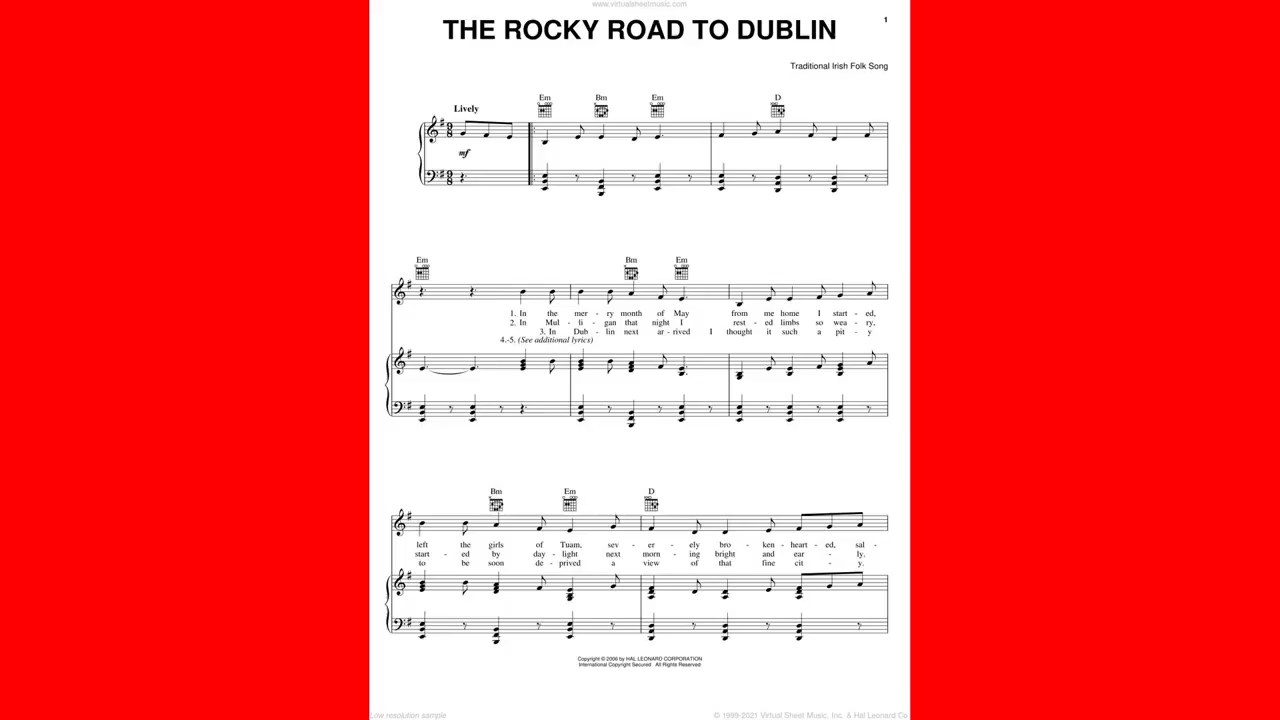 www.virtualsheetmusic.com
THE ROCKY ROAD TO DUBLIN
1
Traditional Irish Folk Song
Em Bm Em D
Lively
mf
Em Bm Em
1. In the mer - ry month of May from me home I start - ed,
2. In Mul - li - gan that night I rest - ed limbs so wea - ry,
3. In Dub - lin next ar - rived I thought it such a pit - y
4.-5. (See additional lyrics)
Bm Em D
left the girls of Tuam, sev - er - ely bro - ken - heart - ed, sal -
start - ed by day - light next morn - ing bright and ear - ly.
to be soon de - prived a view of that fine cit - y.
Copyright © 2006 by HAL LEONARD CORPORATION
International Copyright Secured All Rights Reserved
Low resolution sample
© 1999-2021 Virtual Sheet Music, Inc. & Hal Leonard Co